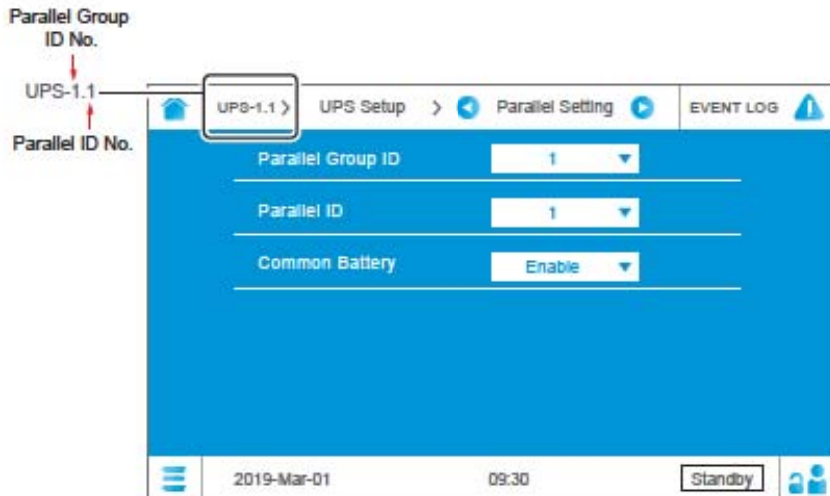 Parallel Group
ID No.
UPS-1.1
Parallel ID No.
UPS-1.1 > UPS Setup > Parallel Setting EVENT LOG
Parallel Group ID 1
Parallel ID 1
Common Battery Enable
2019-Mar-01 09:30 Standby